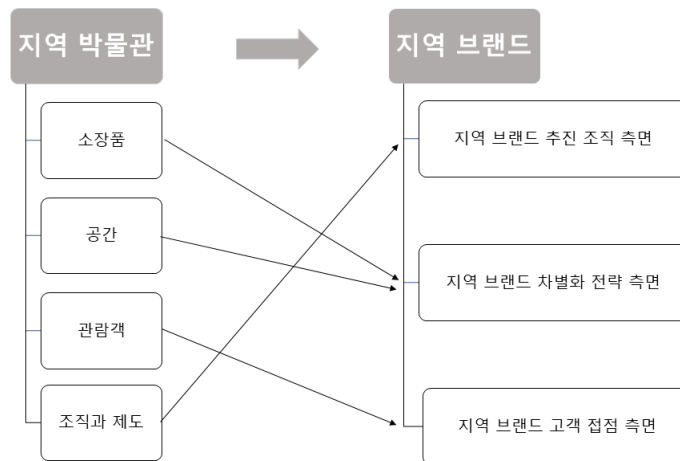 지역 박물관
지역 브랜드
소장품
공간
관람객
조직과 제도
지역 브랜드 추진 조직 측면
지역 브랜드 차별화 전략 측면
지역 브랜드 고객 접점 측면